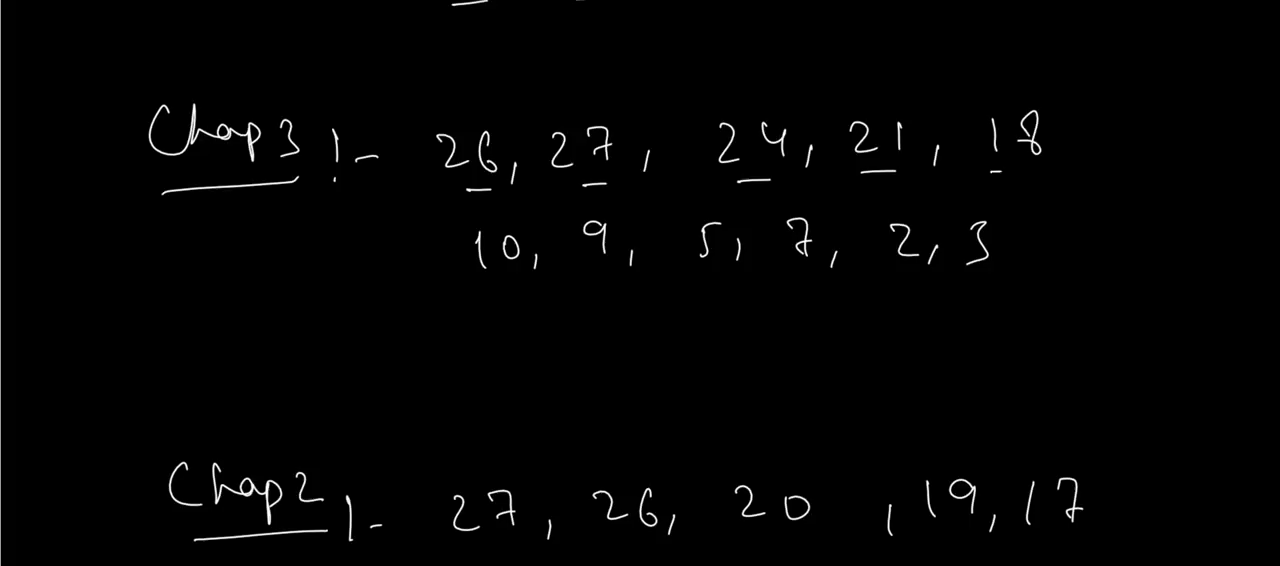 Chap 3 :- 26, 27, 24, 21, 18
10, 9, 5, 7, 2, 3
Chap 2 :- 27, 26, 20, 19, 17